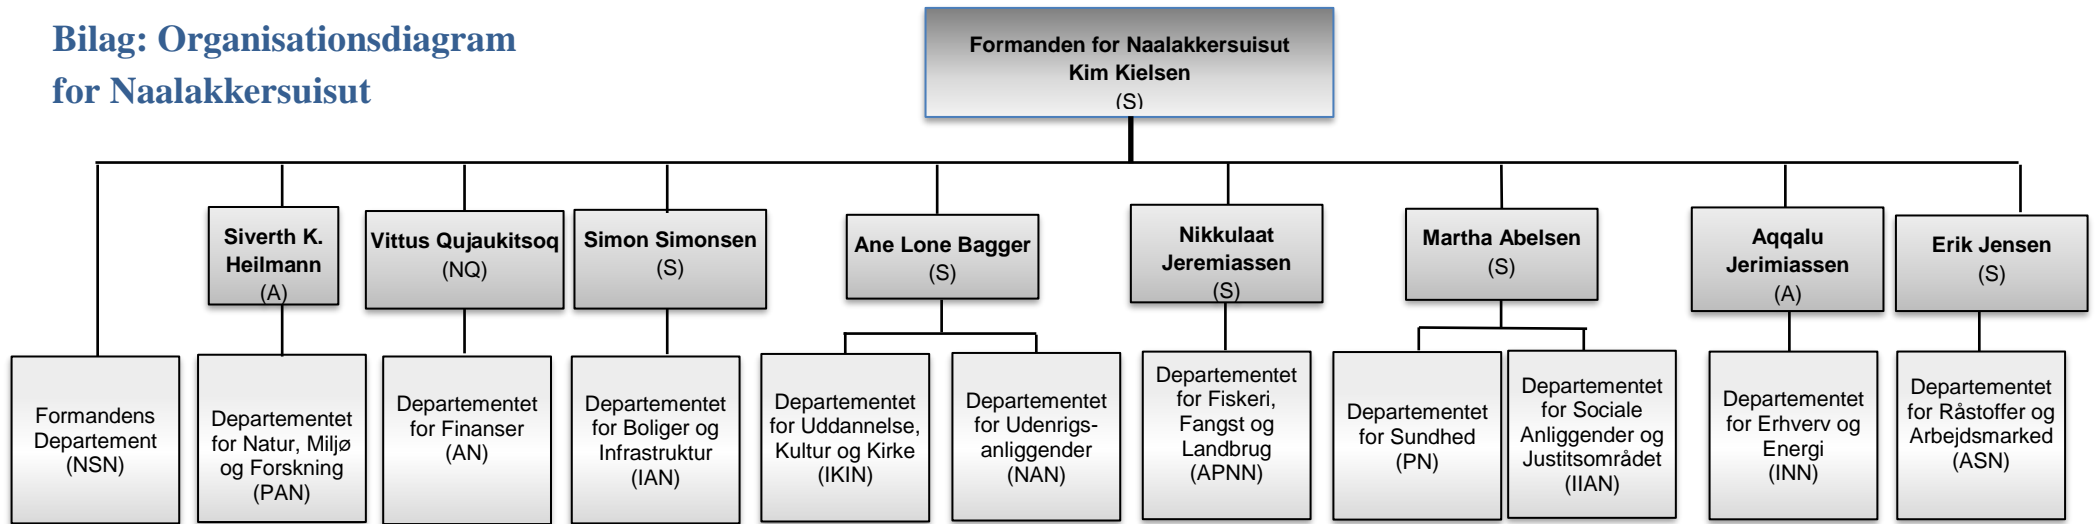 Bilag: Organisationsdiagram
for Naalakkersuisut
Formanden for Naalakkersuisut
Kim Kielsen
(S)
Siverth K.
Heilmann
(A)
Vittus Qujaukitsoq
(NQ)
Simon Simonsen
(S)
Ane Lone Bagger
(S)
Nikkulaat
Jeremiassen
(S)
Martha Abelsen
(S)
Aqqalu
Jerimiassen
(A)
Erik Jensen
(S)
Formandens
Departement
(NSN)
Departementet
for Natur, Miljø
og Forskning
(PAN)
Departementet
for Finanser
(AN)
Departementet
for Boliger og
Infrastruktur
(IAN)
Departementet
for Uddannelse,
Kultur og Kirke
(IKIN)
Departementet
for Udenrigs-
anliggender
(NAN)
Departementet
for Fiskeri,
Fangst og
Landbrug
(APNN)
Departementet
for Sundhed
(PN)
Departementet
for Sociale
Anliggender og
Justitsområdet
(IIAN)
Departementet
for Erhverv og
Energi
(INN)
Departementet
for Råstoffer og
Arbejdsmarked
(ASN)